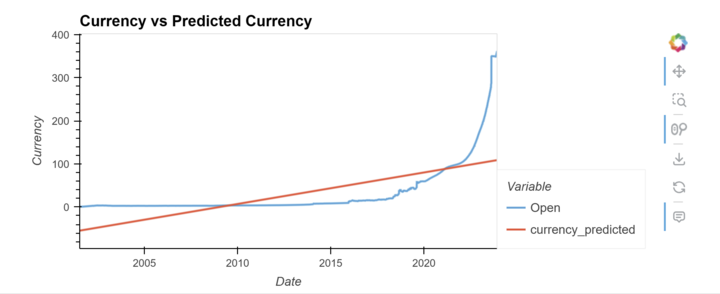 Currency vs Predicted Currency
400
300
200
100
0
Currency
2005 2010 2015 2020
Date
Variable
Open
currency_predicted